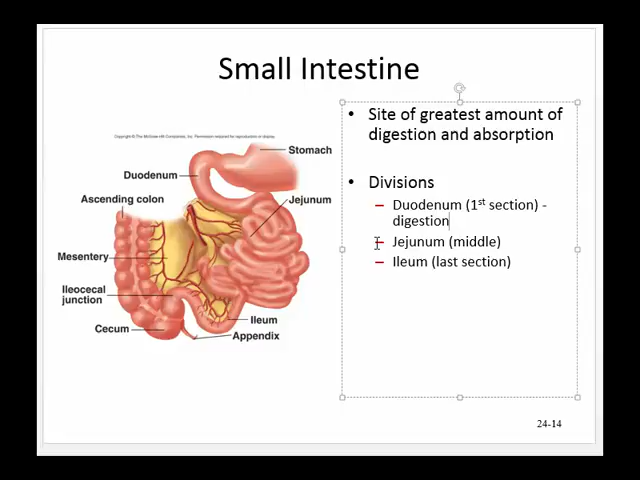 Small Intestine
• Site of greatest amount of
digestion and absorption
• Divisions
– Duodenum (1st section) -
digestion
– Jejunum (middle)
– Ileum (last section)
Copyright © The McGraw-Hill Companies, Inc. Permission required for reproduction or display.
Stomach
Duodenum
Jejunum
Ascending colon
Mesentery
Ileocecal
junction
Cecum
Ileum
Appendix
24-14